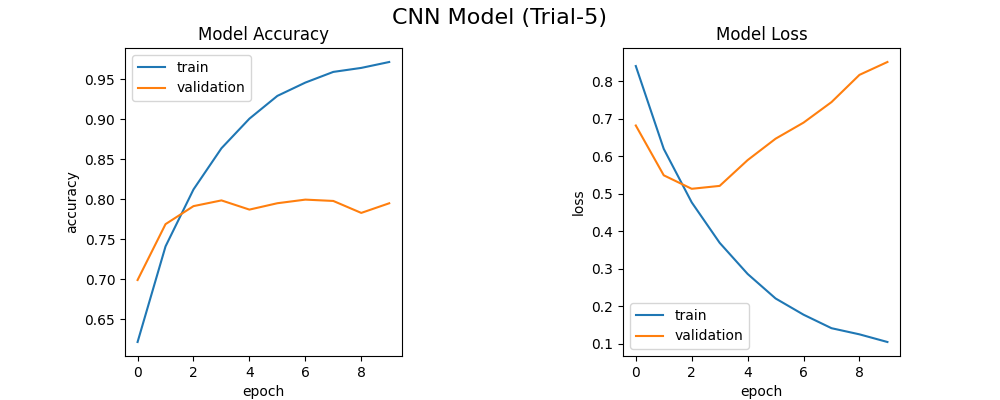 CNN Model (Trial-5)
Model Accuracy
train
validation
0.95
0.90
0.85
0.80
0.75
0.70
0.65
accuracy
0 2 4 6 8
epoch
Model Loss
0.8
0.7
0.6
0.5
0.4
0.3
0.2
0.1
loss
train
validation
0 2 4 6 8
epoch